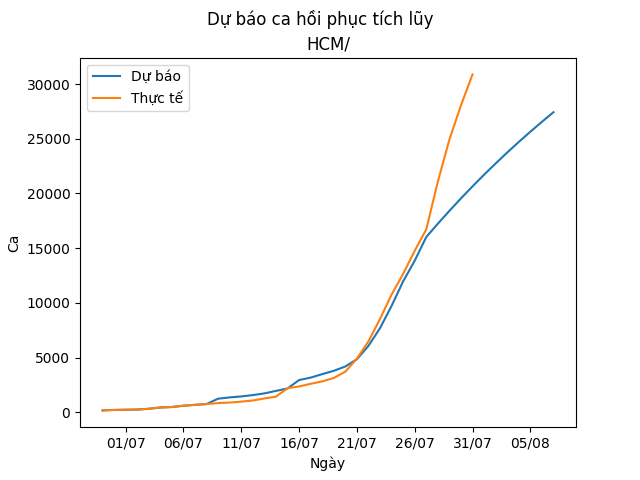 Dự báo ca hồi phục tích lũy
HCM/
Dự báo
Thực tế
30000
25000
20000
15000
10000
5000
0
Ca
01/07 06/07 11/07 16/07 21/07 26/07 31/07 05/08
Ngày